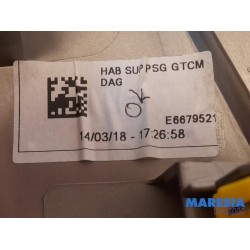 HAB SUP PSG GTCM
DAG
E6679521
14/03/18 - 17:26:58
MARESIA